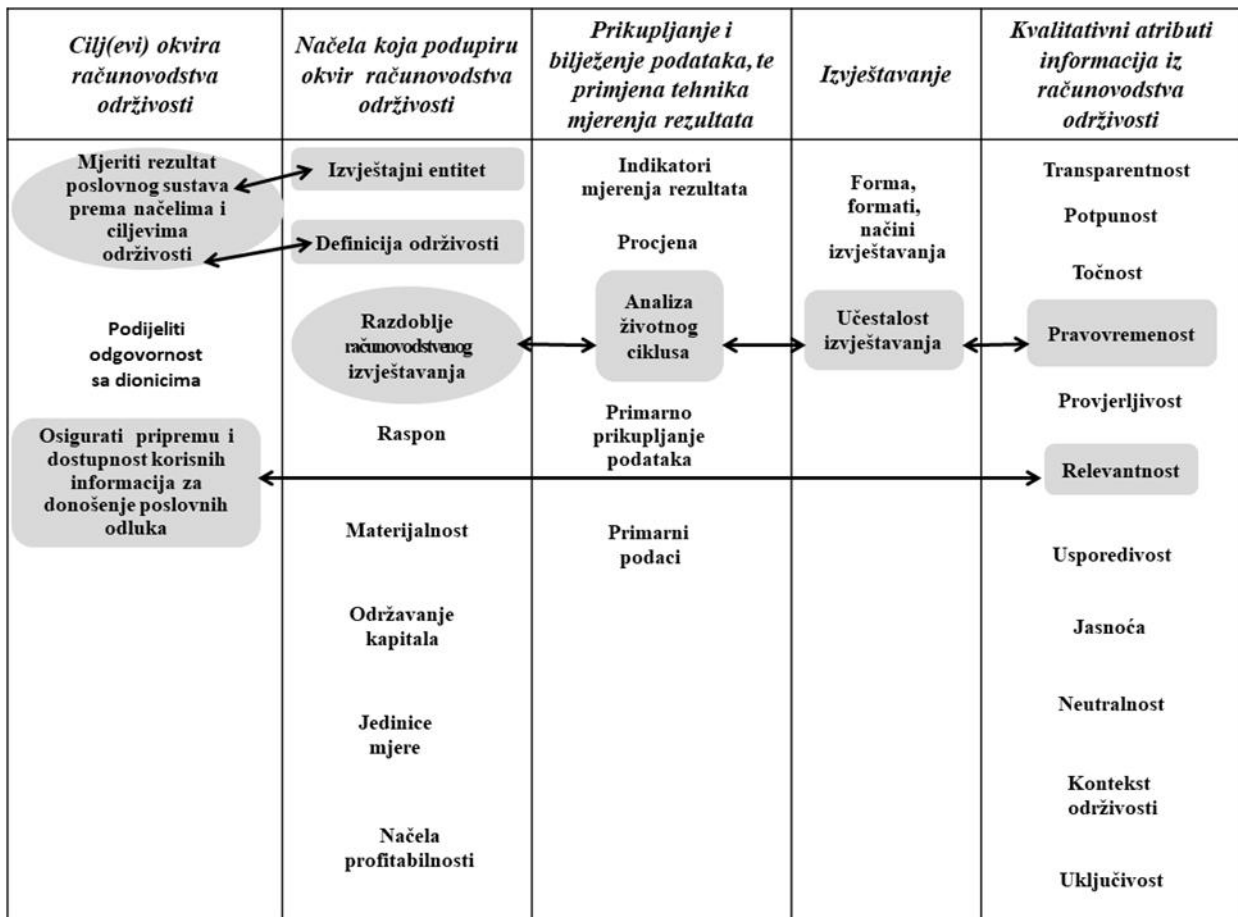 Cilj(evi) okvira
računovodstva
održivosti
Načela koja podupiru
okvir računovodstva
održivosti
Prikupljanje i
bilježenje podataka, te
primjena tehnika
mjerenja rezultata
Izvještavanje
Kvalitativni atributi
informacija iz
računovodstva
održivosti
Mjeriti rezultat
poslovnog sustava
prema načelima i
ciljevima
održivosti
Podijeliti
odgovornost
sa dionicima
Osigurati pripremu i
dostupnost korisnih
informacija za
donošenje poslovnih
odluka
Izvještajni entitet
Definicija održivosti
Razdoblje
računovodstvenog
izvještavanja
Raspon
Materijalnost
Održavanje
kapitala
Jedinice
mjere
Načela
profitabilnosti
Indikatori
mjerenja rezultata
Procjena
Analiza
životnog
ciklusa
Primarno
prikupljanje
podataka
Primarni
podaci
Forma,
formati,
načini
izvještavanja
Učestalost
izvještavanja
Transparentnost
Potpunost
Točnost
Pravovremenost
Provjerljivost
Relevantnost
Usporedivost
Jasnoća
Neutralnost
Kontekst
održivosti
Uključivost